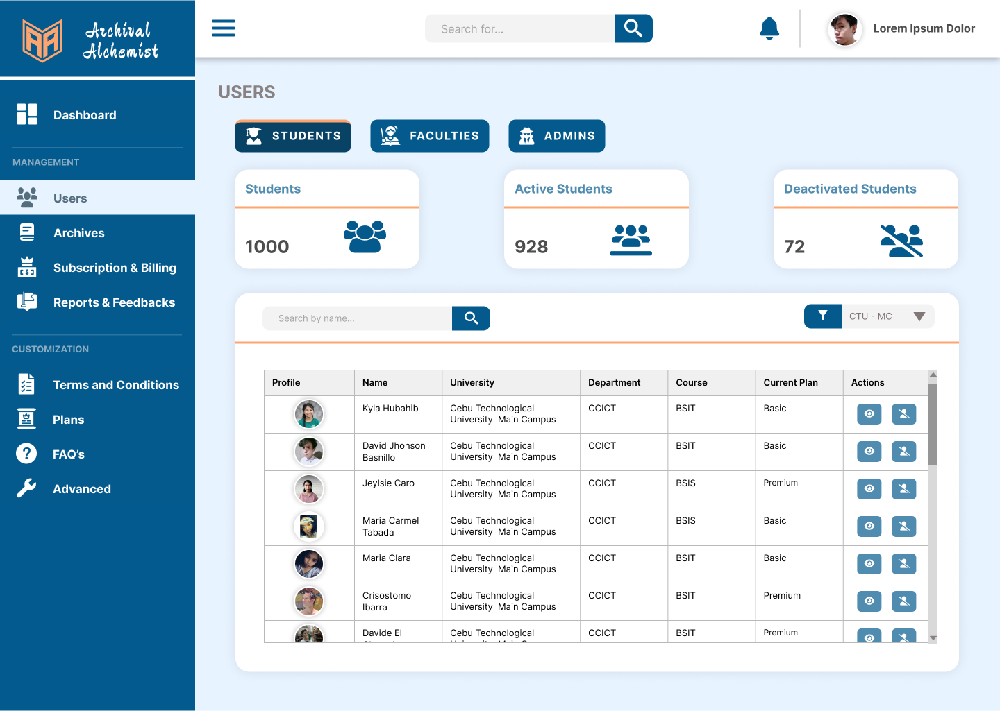 Archival
Alchemist
Search for...
Lorem Ipsum Dolor
Dashboard
MANAGEMENT
Users
Archives
Subscription & Billing
Reports & Feedbacks
CUSTOMIZATION
Terms and Conditions
Plans
FAQ's
Advanced
USERS
STUDENTS
FACULTIES
ADMINS
Students
1000
Active Students
928
Deactivated Students
72
Search by name...
CTU - MC
Profile Name University Department Course Current Plan Actions
Kyla Hubahib Cebu Technological CCICT BSIT Basic
University Main Campus
David Jhonson Cebu Technological CCICT BSIT Basic
Basnillo University Main Campus
Jeylsie Caro Cebu Technological CCICT BSIS Premium
University Main Campus
Maria Carmel Cebu Technological CCICT BSIS Basic
Tabada University Main Campus
Maria Clara Cebu Technological CCICT BSIT Basic
University Main Campus
Crisostomo Cebu Technological CCICT BSIT Premium
Ibarra University Main Campus
Davide El Cebu Technological CCICT BSIT Premium
University Main Campus